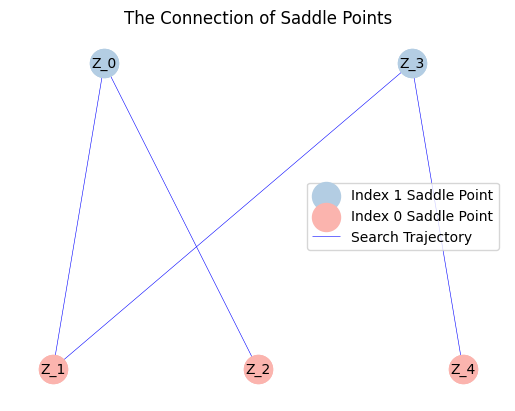 The Connection of Saddle Points
Z_0
Z_3
Index 1 Saddle Point
Index 0 Saddle Point
Search Trajectory
Z_1
Z_2
Z_4